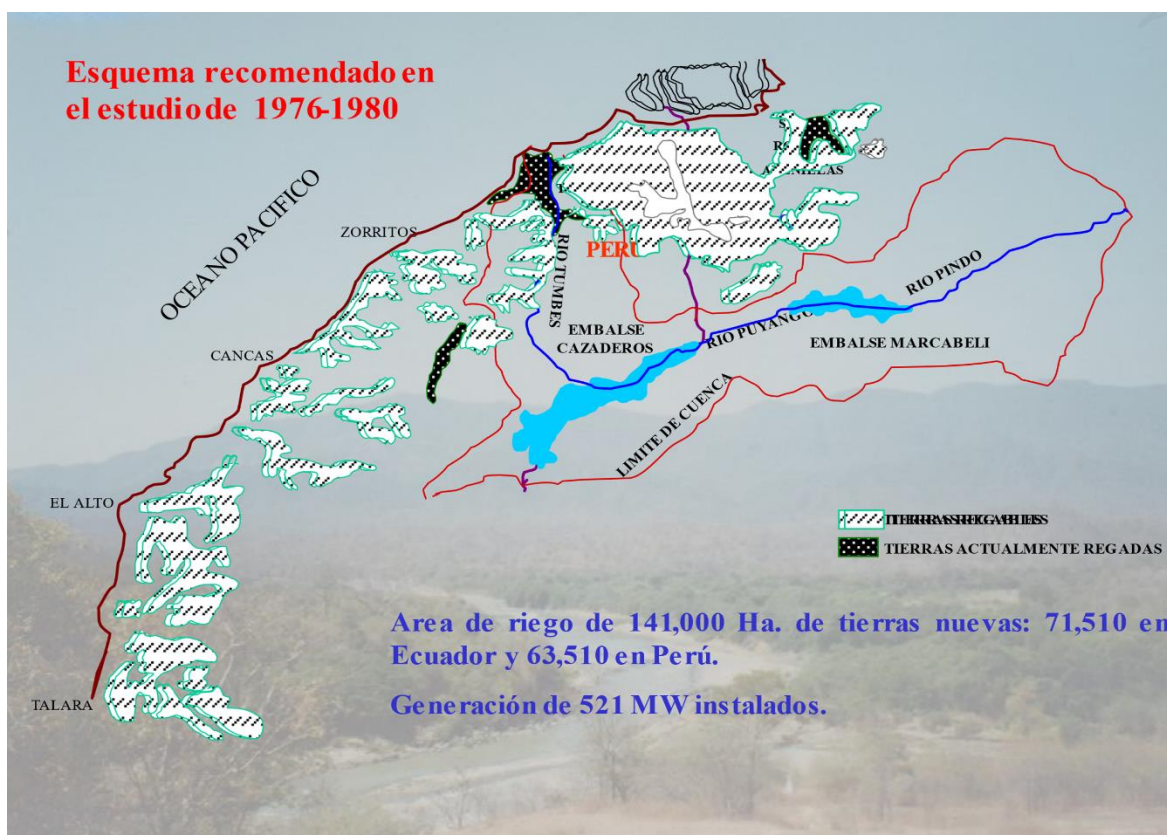 Esquema recomendado en
el estudio de 1976-1980
OCEANO PACIFICO
ZORRITOS
CANCAS
EL ALTO
TALARA
RIO TUMBES
PERU
EMBALSE
CAZADEROS
RIO PINDO
EMBALSE MARCABELI
LIMITE DE CUENCA
TIERRAS ACTUALMENTE REGADAS
Area de riego de 141,000 Ha. de tierras nuevas: 71,510 en
Ecuador y 63,510 en Perú.
Generación de 521 MW instalados.